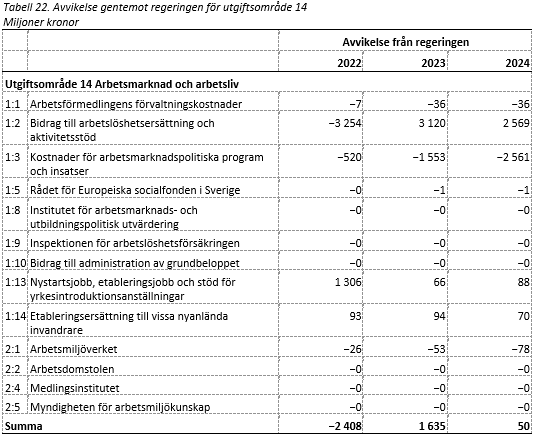 Tabell 22. Avvikelse gentemot regeringen för utgiftsområde 14
Miljoner kronor
Avvikelse från regeringen
2022 2023 2024
Utgiftsområde 14 Arbetsmarknad och arbetsliv
1:1 Arbetsförmedlingens förvaltningskostnader −7 −36 −36
1:2 Bidrag till arbetslöshetsersättning och −3 254 3 120 2 569
aktivitetsstöd
1:3 Kostnader för arbetsmarknadspolitiska program −520 −1 553 −2 561
och insatser
1:5 Rådet för Europeiska socialfonden i Sverige −0 −1 −1
1:8 Institutet för arbetsmarknads- och −0 −0 −0
utbildningspolitisk utvärdering
1:9 Inspektionen för arbetslöshetsförsäkringen −0 −0 −0
1:10 Bidrag till administration av grundbeloppet −0 −0 −0
1:13 Nystartsjobb, etableringsjobb och stöd för 1 306 66 88
yrkesintroduktionsanställningar
1:14 Etableringsersättning till vissa nyanlända 93 94 70
invandrare
2:1 Arbetsmiljöverket −26 −53 −78
2:2 Arbetsdomstolen −0 −0 −0
2:4 Medlingsinstitutet −0 −0 −0
2:5 Myndigheten för arbetsmiljökunskap −0 −0 −0
Summa −2 408 1 635 50